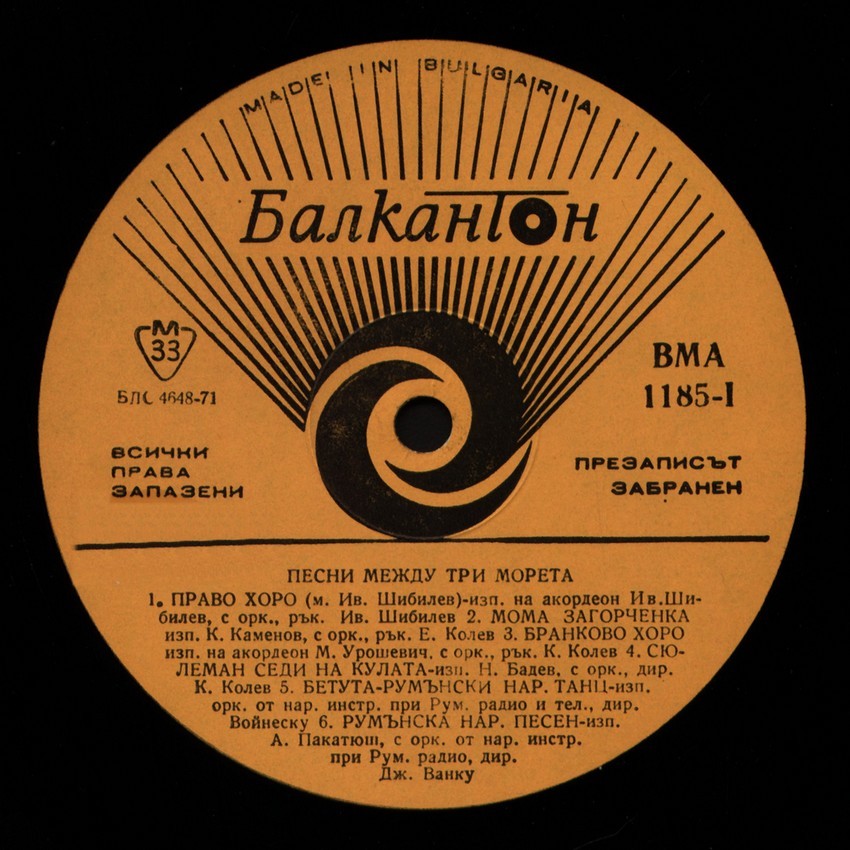 MADE IN BULGARIA
Балкантон
М
33
БЛС 4648-71
ВМА
1185-I
ВСИЧКИ
ПРАВА
ЗАПАЗЕНИ
ПРЕЗАПИСЪТ
ЗАБРАНЕН
ПЕСНИ МЕЖДУ ТРИ МОРЕТА
1. ПРАВО ХОРО (м. Ив. Шибилев)-изп. на акордеон Ив.Ши-
билев, с орк., рък. Ив. Шибилев 2. МОМА ЗАГОРЧЕНКА
изп. К. Каменов, с орк., рък. Е. Колев 3. БРАНКОВО ХОРО
изп. на акордеон М. Урошевич, с орк., рък. К. Колев 4. СЮ-
ЛЕМАН СЕДИ НА КУЛАТА-изп. Н. Бадев, с орк., дир.
К. Колев 5. БЕТУТА-РУМЪНСКИ НАР. ТАНЦ-изп.
орк. от нар. инстр. при Рум. радио и тел., дир.
Войнеску 6. РУМЪНСКА НАР. ПЕСЕН-изп.
А. Пакатюш, с орк. от нар. инстр.
при Рум. радио, дир.
Дж. Ванку